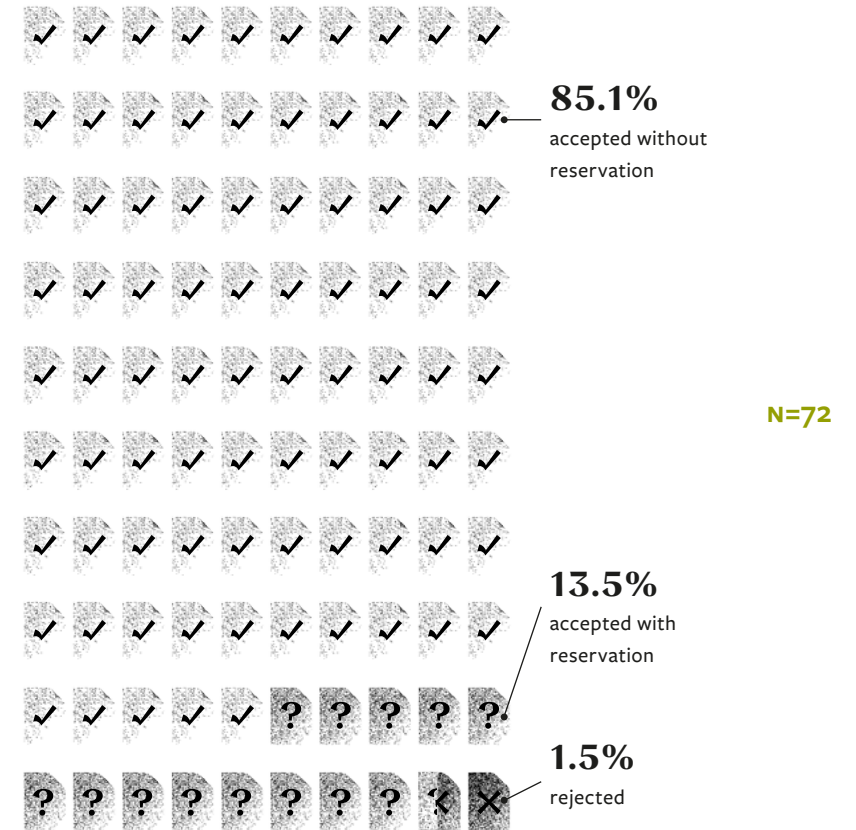 85.1%
accepted without
reservation
N=72
13.5%
accepted with
reservation
? ? ? ? ?
1.5%
rejected
? ? ? ? ? ? ? ?